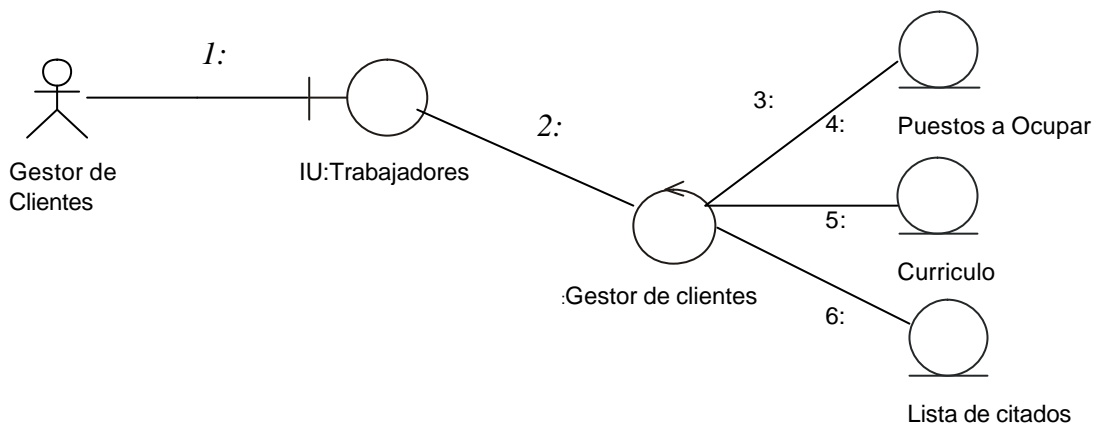 1:
Gestor de
Clientes
IU:Trabajadores
2:
:Gestor de clientes
3:
4:
Puestos a Ocupar
5:
Curriculo
6:
Lista de citados